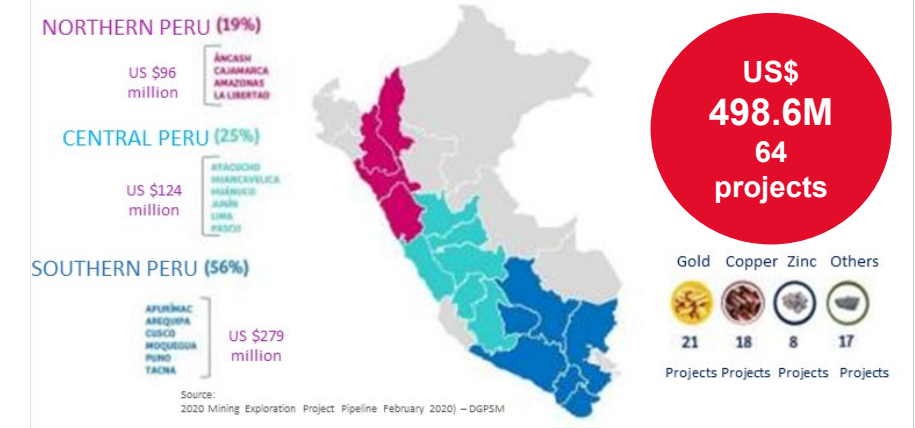 NORTHERN PERU (19%)
US $96
million
ÁNCASH
CAJAMARCA
AMAZONAS
LA LIBERTAD
CENTRAL PERU (25%)
US $124
million
AYACUCHO
HUANCAVELICA
HUÁNUCO
JUNÍN
LIMA
PASCO
SOUTHERN PERU (56%)
APURÍMAC
AREQUIPA
CUSCO
MOQUEGUA
PUNO
TACNA
US $279
million
Source:
2020 Mining Exploration Project Pipeline February 2020) – DGPSM
US$
498.6M
64
projects
Gold Copper Zinc Others
21 18 8 17
Projects Projects Projects Projects